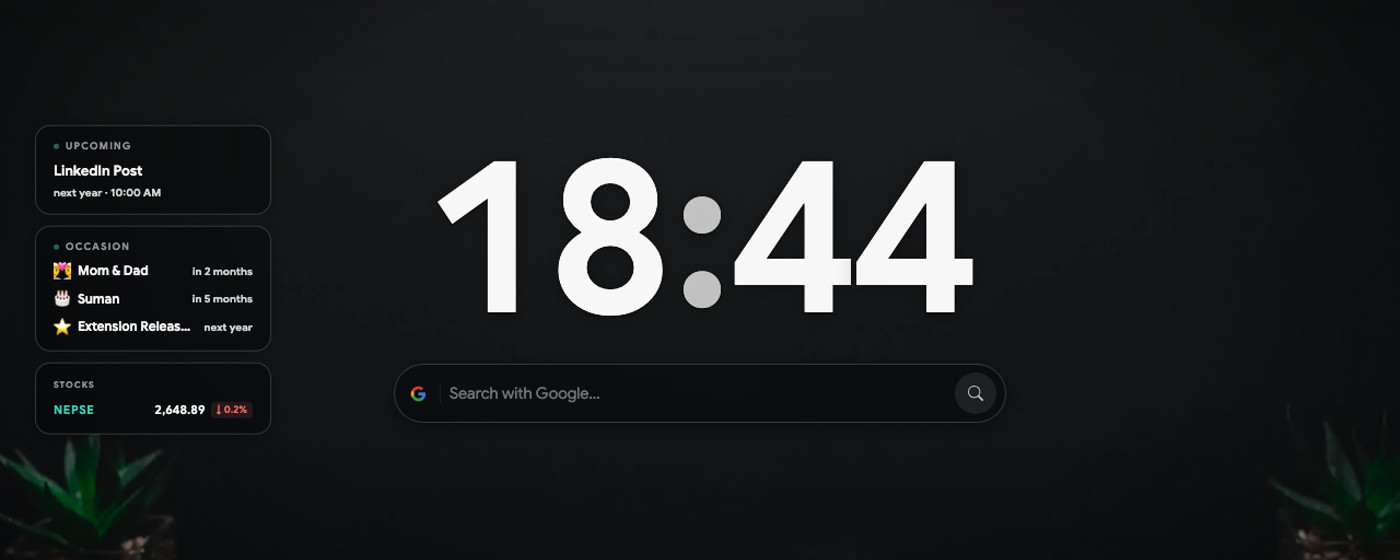 UPCOMING
LinkedIn Post
next year · 10:00 AM
OCCASION
Mom & Dad in 2 months
Suman in 5 months
Extension Releas... next year
STOCKS
NEPSE 2,648.89 ↓ 0.2%
18:44
Search with Google...